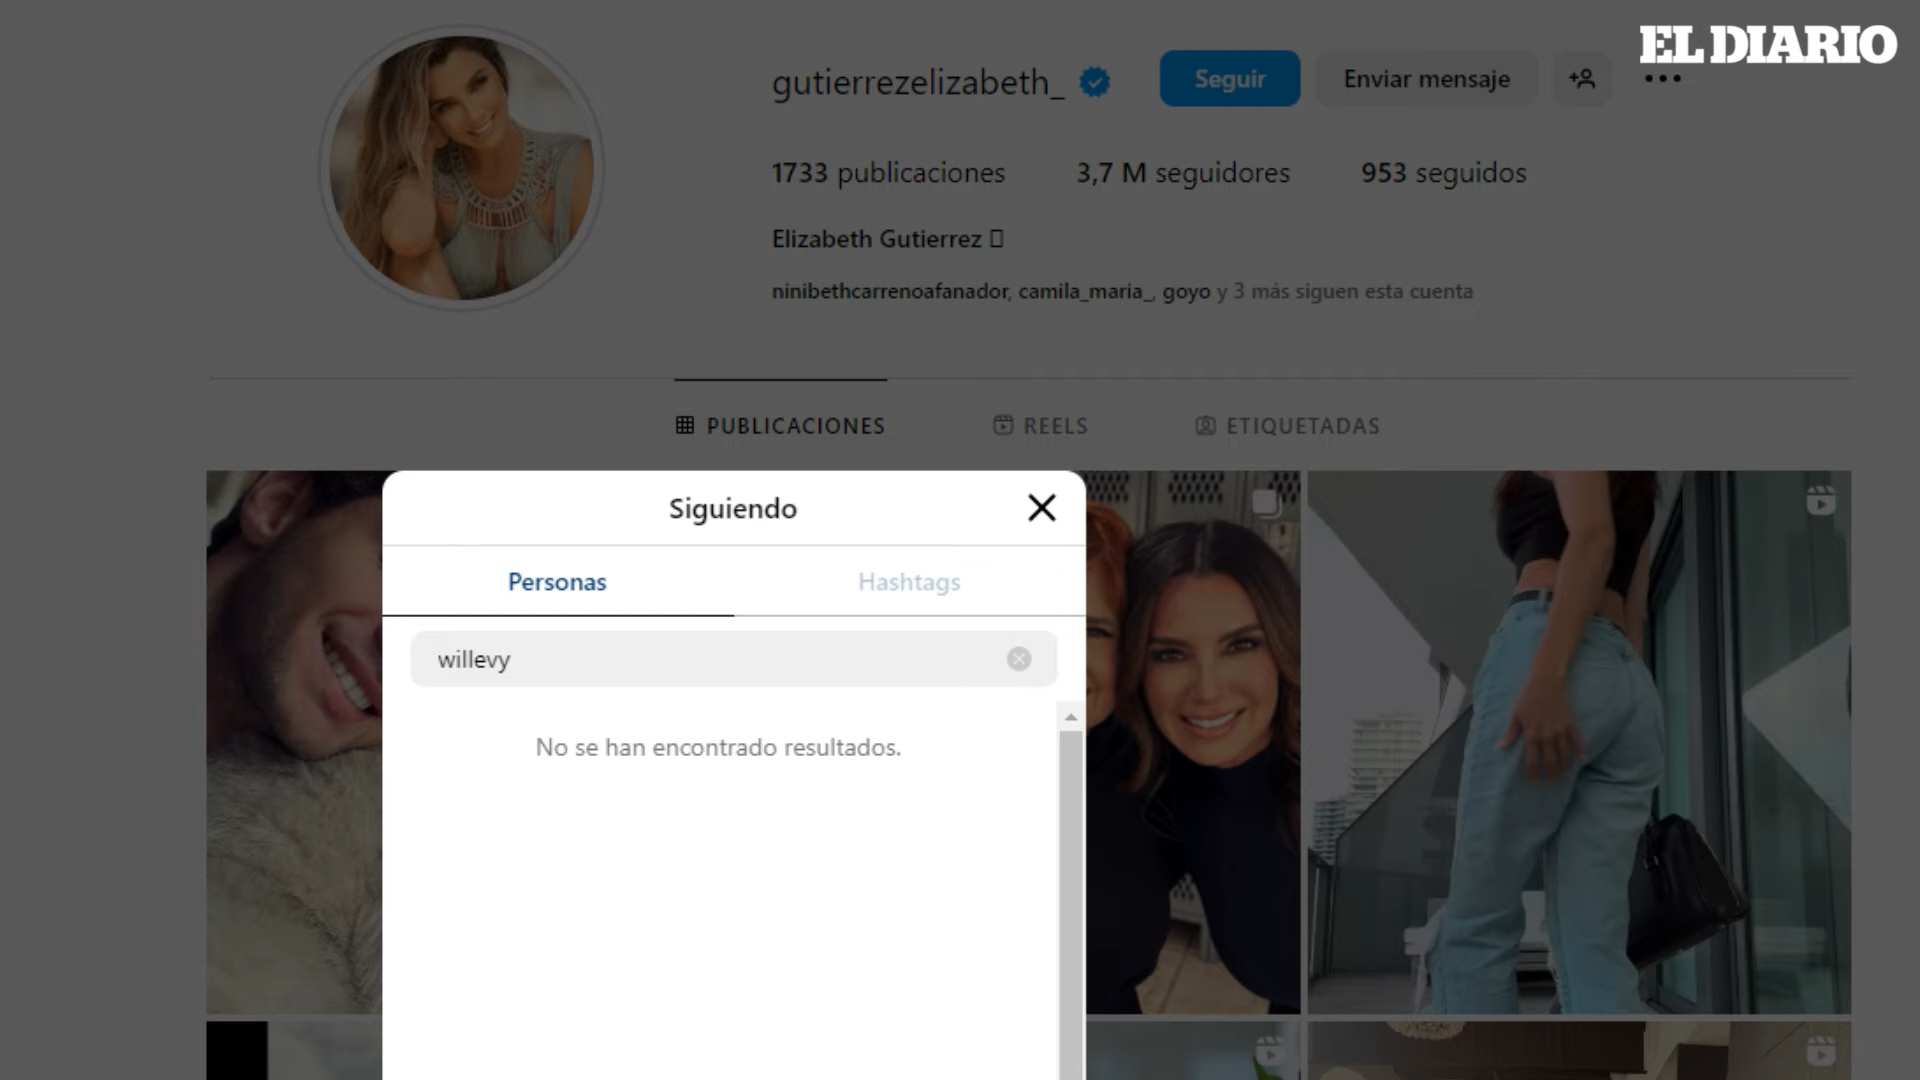 EL DIARIO
gutierrezelizabeth_
Seguir
Enviar mensaje
1733 publicaciones
3,7 M seguidores
953 seguidos
Elizabeth Gutierrez
ninibethcarrenoafanador, camila_maria_, goyo y 3 más siguen esta cuenta
PUBLICACIONES
REELS
ETIQUETADAS
Siguiendo
Personas
Hashtags
willevy
No se han encontrado resultados.